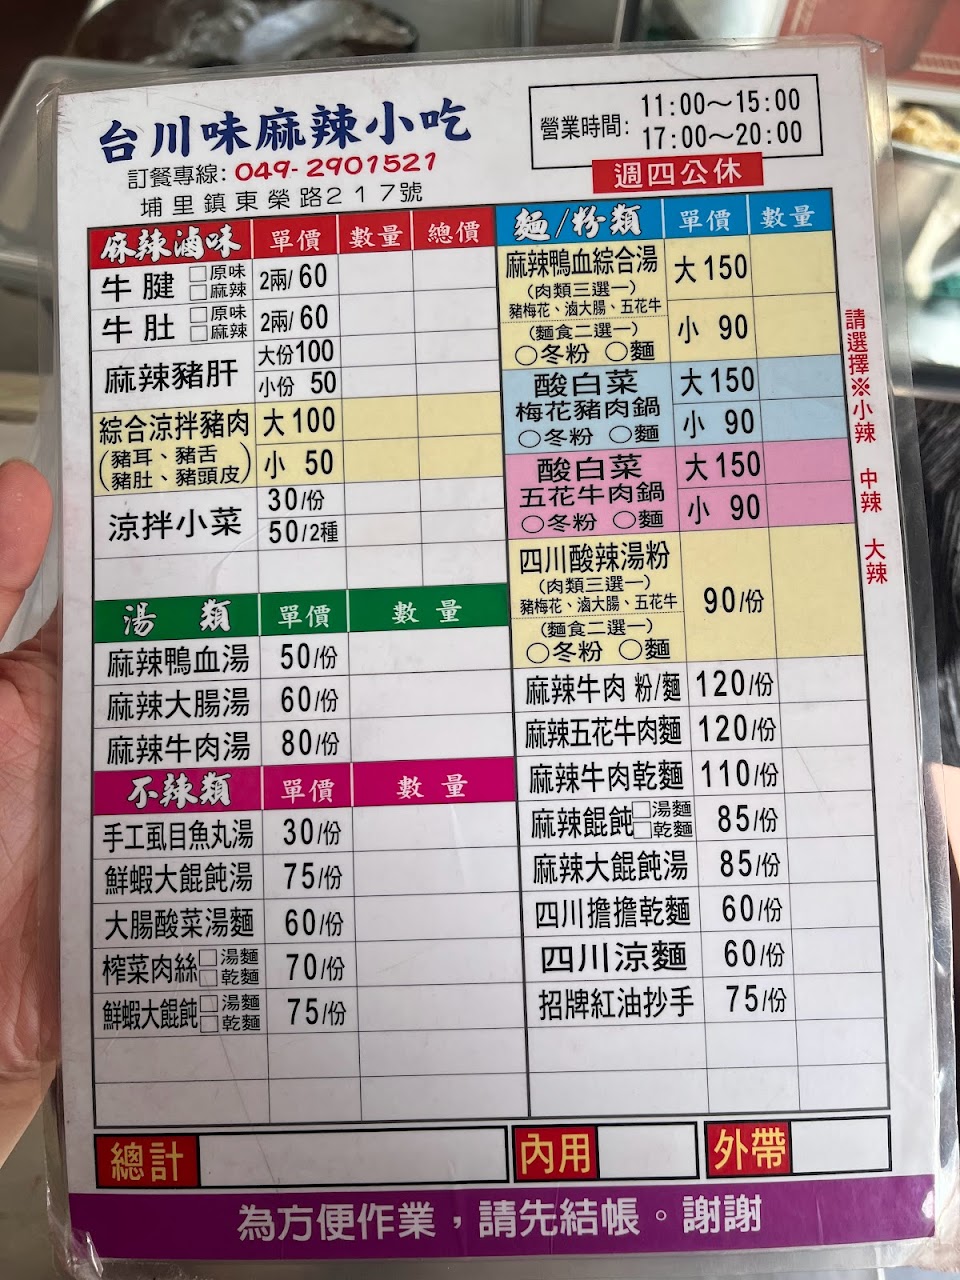 台川味麻辣小吃
訂餐專線: 049-2901521
埔里鎮東榮路217號
營業時間: 11:00～15:00
17:00～20:00
週四公休
麻辣滷味 單價 數量 總價
牛腱 □原味 □麻辣 2兩/60
牛肚 □原味 □麻辣 2兩/60
麻辣豬肝 大份100
小份 50
綜合涼拌豬肉 大100
(豬耳、豬舌 豬肚、豬頭皮) 小 50
涼拌小菜 30/份
50/2種
湯 類 單價 數 量
麻辣鴨血湯 50/份
麻辣大腸湯 60/份
麻辣牛肉湯 80/份
不辣類 單價 數 量
手工虱目魚丸湯 30/份
鮮蝦大餛飩湯 75/份
大腸酸菜湯麵 60/份
榨菜肉絲 □湯麵 □乾麵 70/份
鮮蝦大餛飩 □湯麵 □乾麵 75/份
麵/粉類 單價 數量
麻辣鴨血綜合湯 大150
(肉類三選一)
豬梅花、滷大腸、五花牛
(麵食二選一) 小 90
○冬粉 ○麵
酸白菜 大150
梅花豬肉鍋 小 90
○冬粉 ○麵
酸白菜 大150
五花牛肉鍋 小 90
○冬粉 ○麵
四川酸辣湯粉
(肉類三選一)
豬梅花、滷大腸、五花牛 90/份
(麵食二選一)
○冬粉 ○麵
麻辣牛肉 粉/麵 120/份
麻辣五花牛肉麵 120/份
麻辣牛肉乾麵 110/份
麻辣餛飩 □湯麵 □乾麵 85/份
麻辣大餛飩湯 85/份
四川擔擔乾麵 60/份
四川涼麵 60/份
招牌紅油抄手 75/份
請選擇※小辣 中辣 大辣
總計
內用
外帶
為方便作業，請先結帳。謝謝